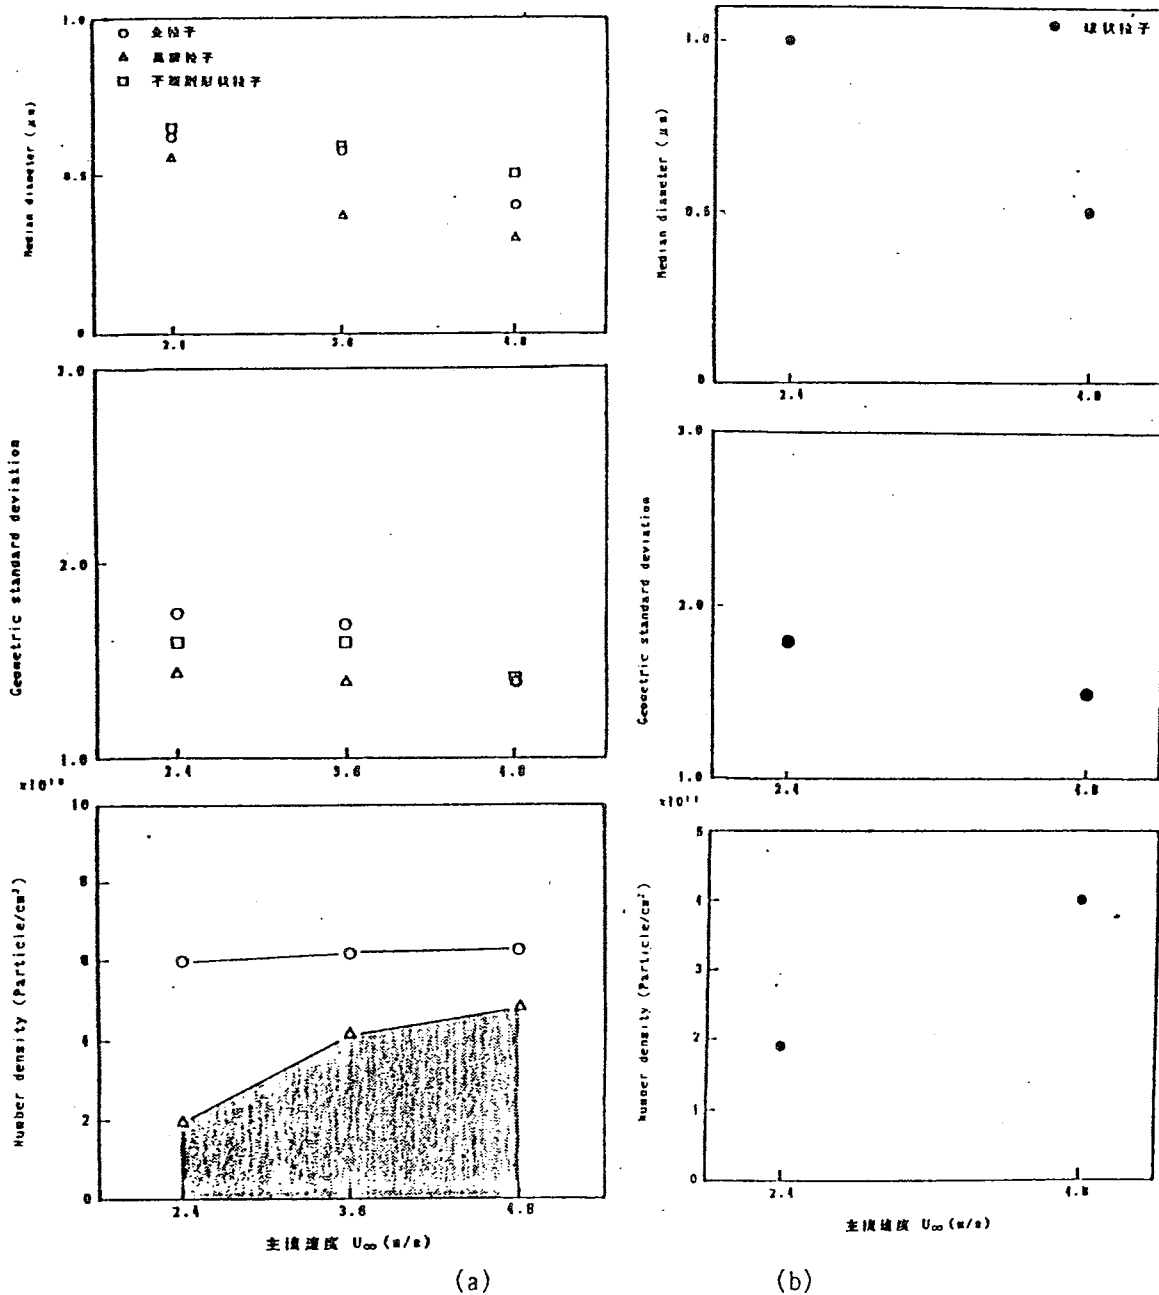 1.0
0.5
0
Median diameter (μm)
○ 全粒子
△ 晶癖粒子
□ 不規則形状粒子
2.4
3.6
4.8
3.0
2.0
1.0
Geometric standard deviation
2.4
3.6
4.8
×10¹⁰
10
8
6
4
2
0
Number density (Particle/cm³)
2.4
3.6
4.8
主流速度 U∞ (m/s)
(a)
1.0
0.5
0
Median diameter (μm)
● 球状粒子
2.4
4.8
3.0
2.0
1.0
Geometric standard deviation
2.4
4.8
5
4
3
2
1
0
Number density (Particle/cm³)
2.4
4.8
主流速度 U∞ (m/s)
(b)